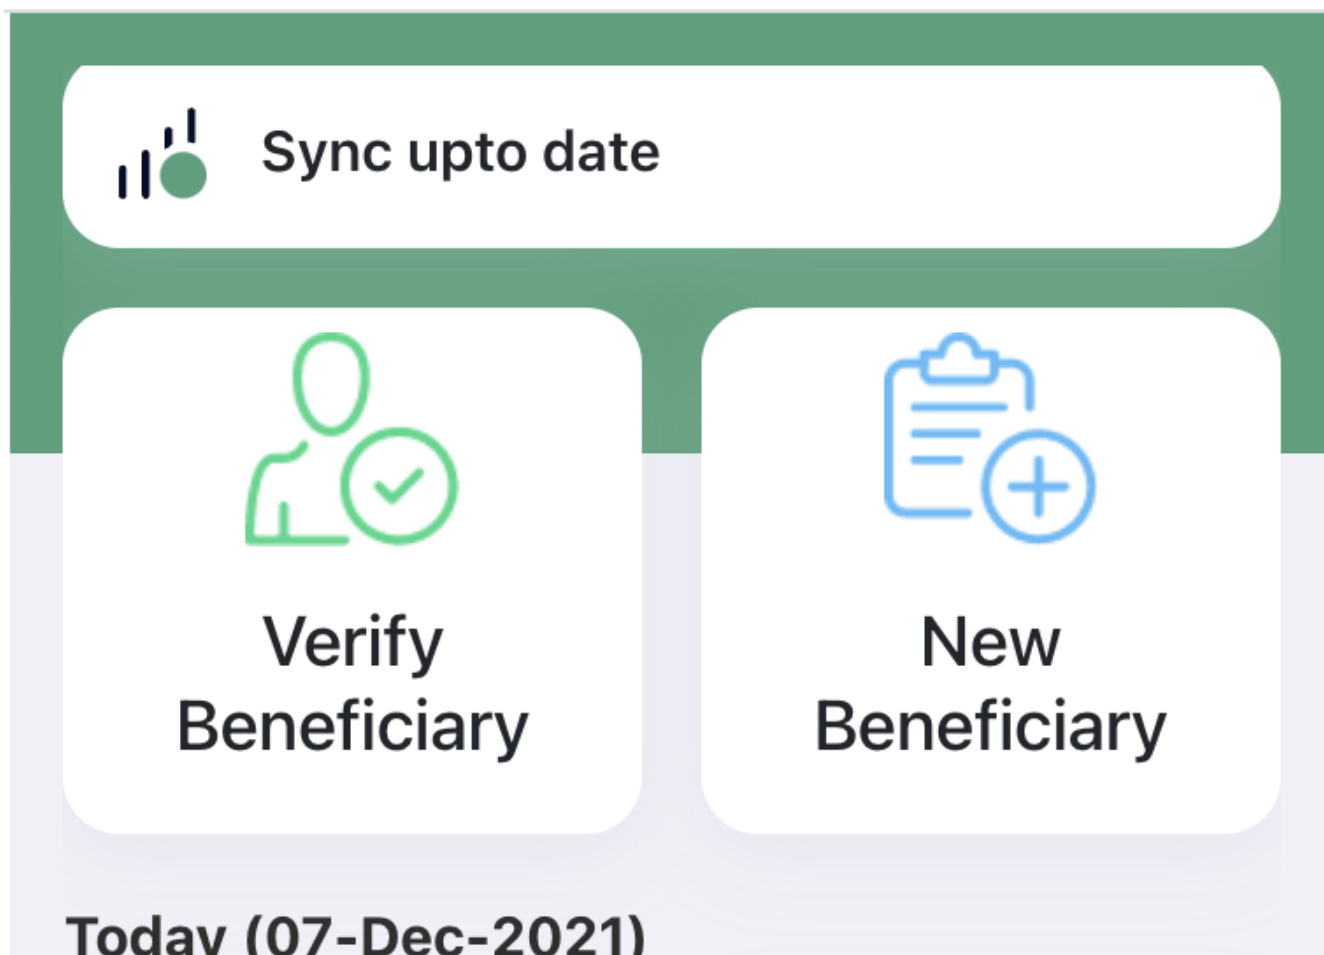 Sync upto date
Verify
Beneficiary
New
Beneficiary
Today (07-Dec-2021)